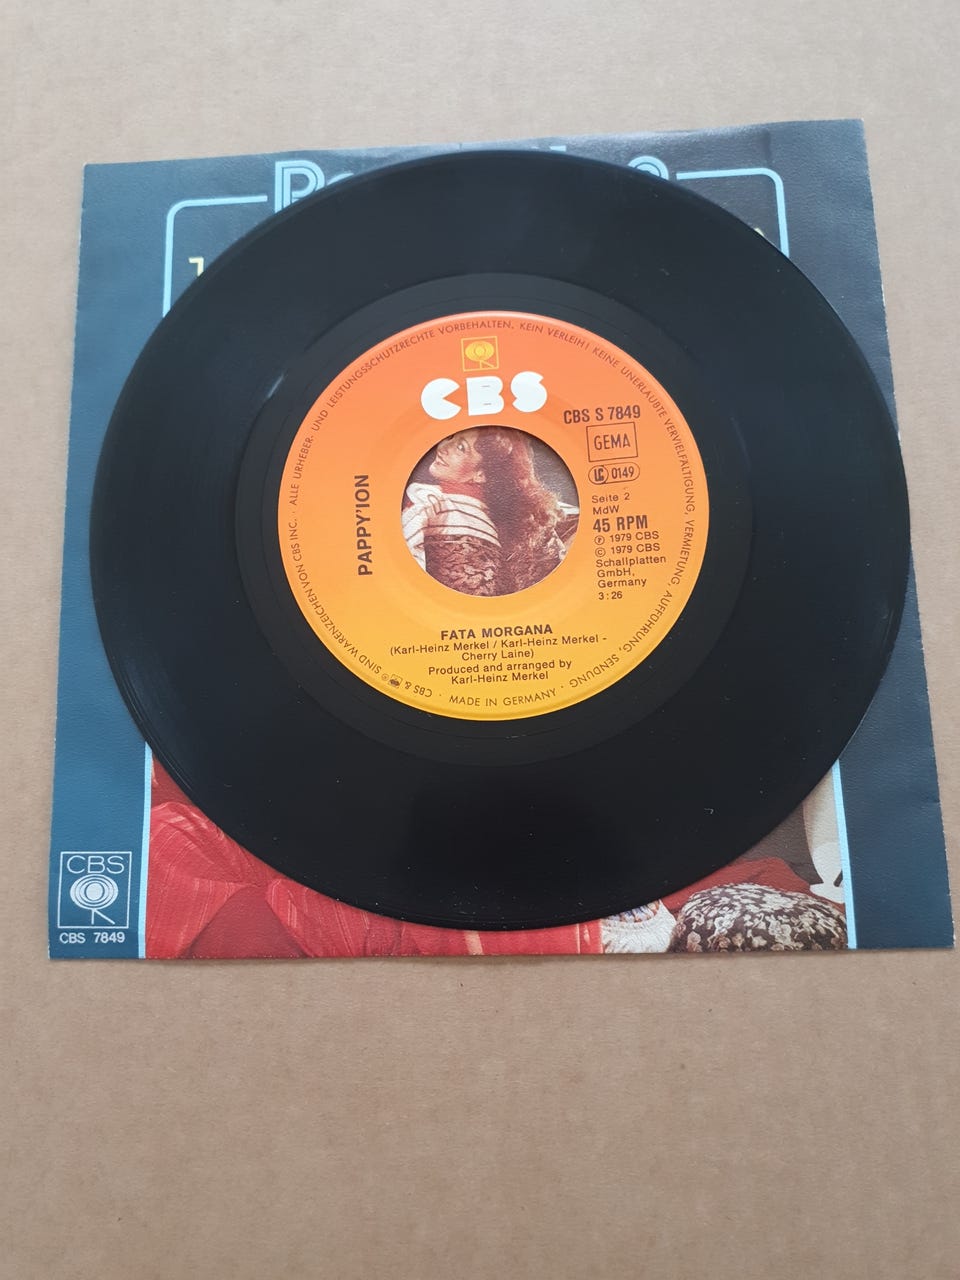 CBS
CBS S 7849
GEMA
LC 0149
Seite 2
MdW
45 RPM
Ⓟ 1979 CBS
© 1979 CBS
Schallplatten
GmbH,
Germany
3:26
PAPPY'ION
FATA MORGANA
(Karl-Heinz Merkel / Karl-Heinz Merkel -
Cherry Laine)
Produced and arranged by
Karl-Heinz Merkel
ALLE URHEBER- UND LEISTUNGSSCHUTZRECHTE VORBEHALTEN. KEIN VERLEIH! KEINE UNERLAUBTE VERVIELFÄLTIGUNG, VERMIETUNG, AUFFÜHRUNG, SENDUNG · MADE IN GERMANY · CBS & ® SIND WARENZEICHEN VON CBS INC. ·
CBS
CBS 7849